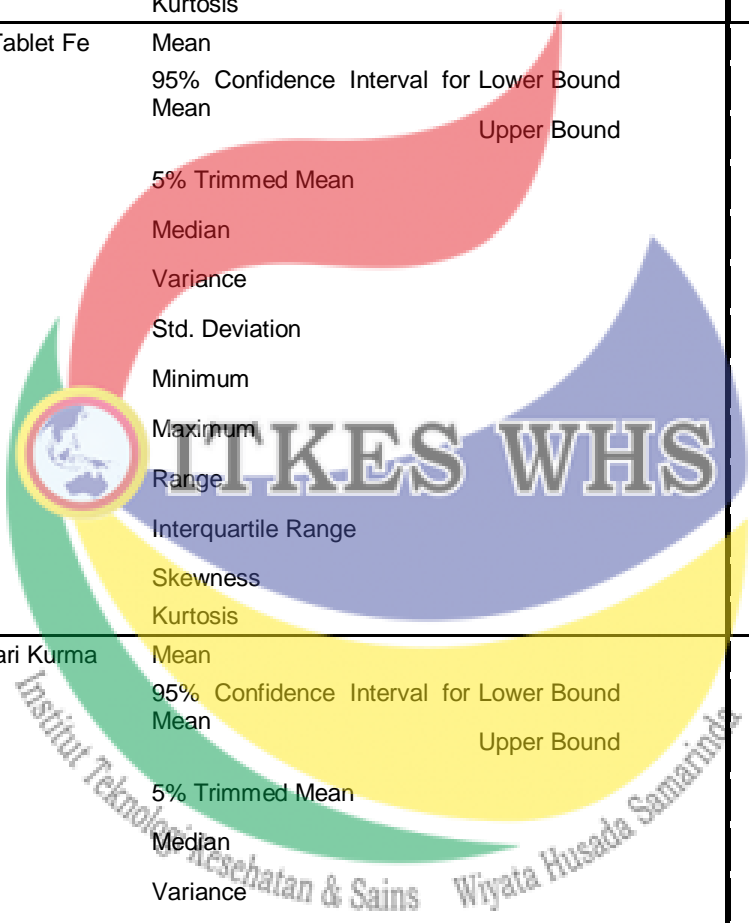 Kurtosis
Tablet Fe Mean
95% Confidence Interval for Lower Bound
Mean
Upper Bound
5% Trimmed Mean
Median
Variance
Std. Deviation
Minimum
Maximum
ITKES WHS
Range
Interquartile Range
Skewness
Kurtosis
ari Kurma Mean
95% Confidence Interval for Lower Bound
Mean
Upper Bound
5% Trimmed Mean
Median
Variance
Institut Teknologi Kesehatan & Sains Wiyata Husada Samarinda